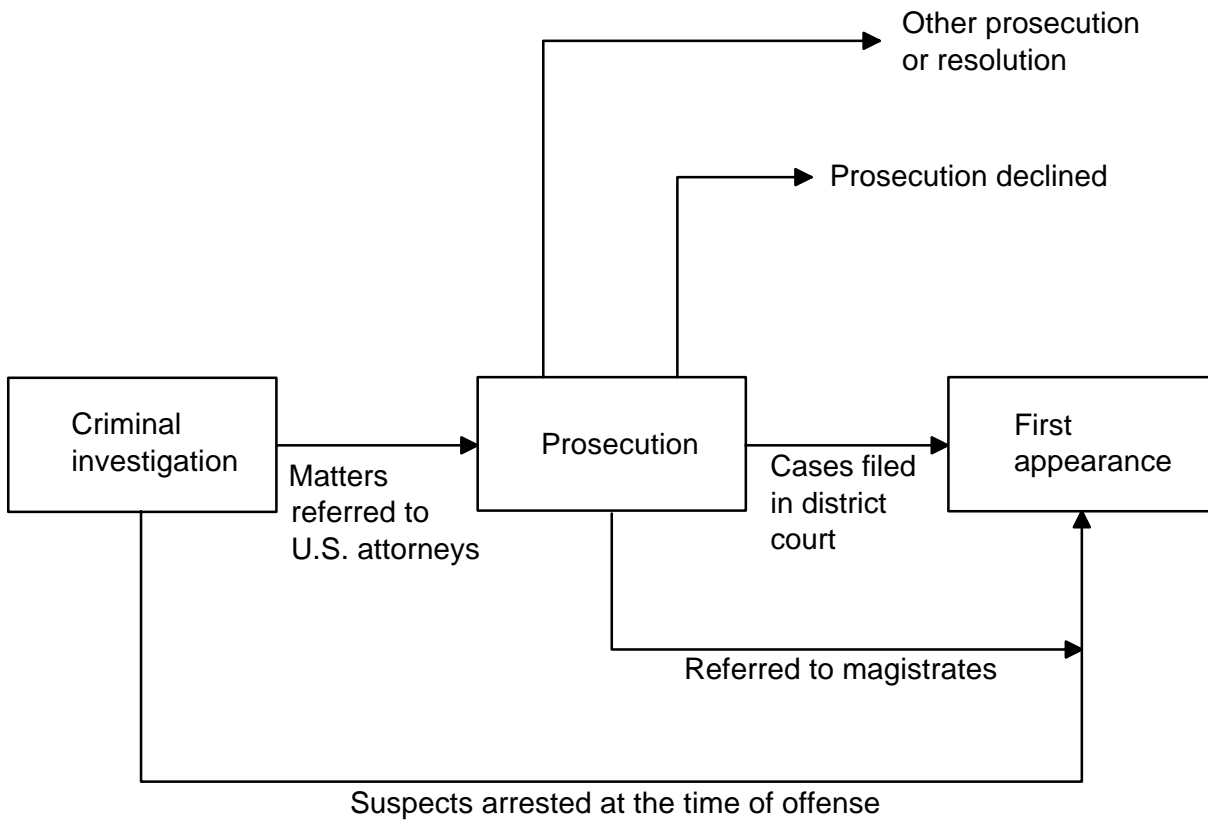 Other prosecution
or resolution
Prosecution declined
Criminal
investigation
Matters
referred to
U.S. attorneys
Prosecution
Cases filed
in district
court
First
appearance
Referred to magistrates
Suspects arrested at the time of offense